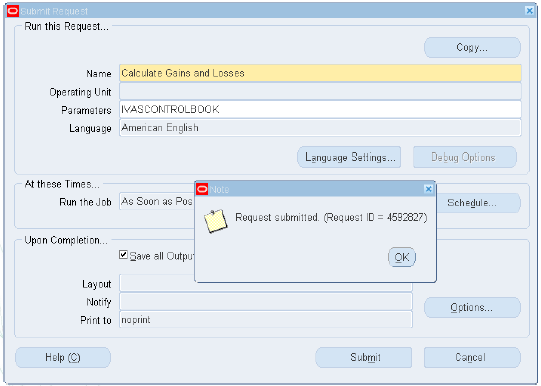 Submit Request
Run this Request...
Copy...
Name Calculate Gains and Losses
Operating Unit
Parameters IVASCONTROLBOOK
Language American English
Language Settings... Debug Options
At these Times...
Run the Job As Soon as Pos
Schedule...
Note
Request submitted. (Request ID = 4592827)
OK
Upon Completion...
Save all Output
Layout
Notify
Options...
Print to noprint
Help (C) Submit Cancel